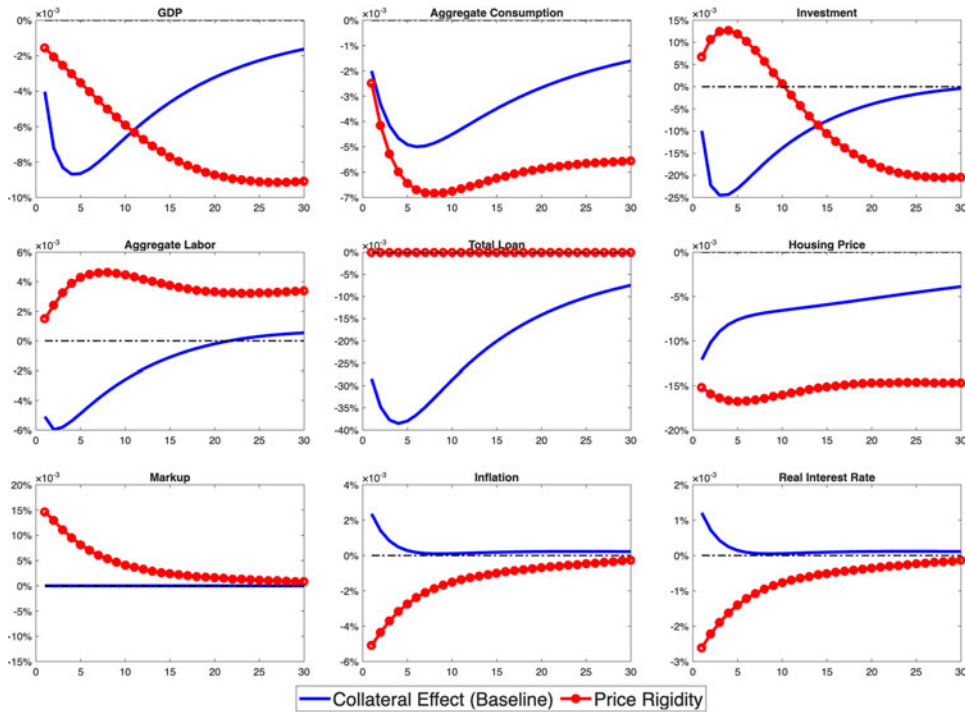 GDP Aggregate Consumption Investment
×10⁻³ ×10⁻³ ×10⁻³
0% 0% 15%
-2% -1% 10%
-4% -2% 5%
-6% -3% 0%
-8% -4% -5%
-10% -5% -10%
-6% -15%
-7% -20%
-25%
0 5 10 15 20 25 30 0 5 10 15 20 25 30 0 5 10 15 20 25 30
Aggregate Labor Total Loan Housing Price
×10⁻³ ×10⁻³ ×10⁻³
6% 0% 0%
4% -5% -5%
2% -10% -10%
0% -15% -15%
-2% -20% -20%
-4% -25%
-6% -30%
-35%
-40%
0 5 10 15 20 25 30 0 5 10 15 20 25 30 0 5 10 15 20 25 30
Markup Inflation Real Interest Rate
×10⁻³ ×10⁻³ ×10⁻³
20% 4% 2%
15% 2% 1%
10% 0% 0%
5% -2% -1%
0% -4% -2%
5% -6% -3%
10%
15%
0 5 10 15 20 25 30 0 5 10 15 20 25 30 0 5 10 15 20 25 30
Collateral Effect (Baseline) Price Rigidity